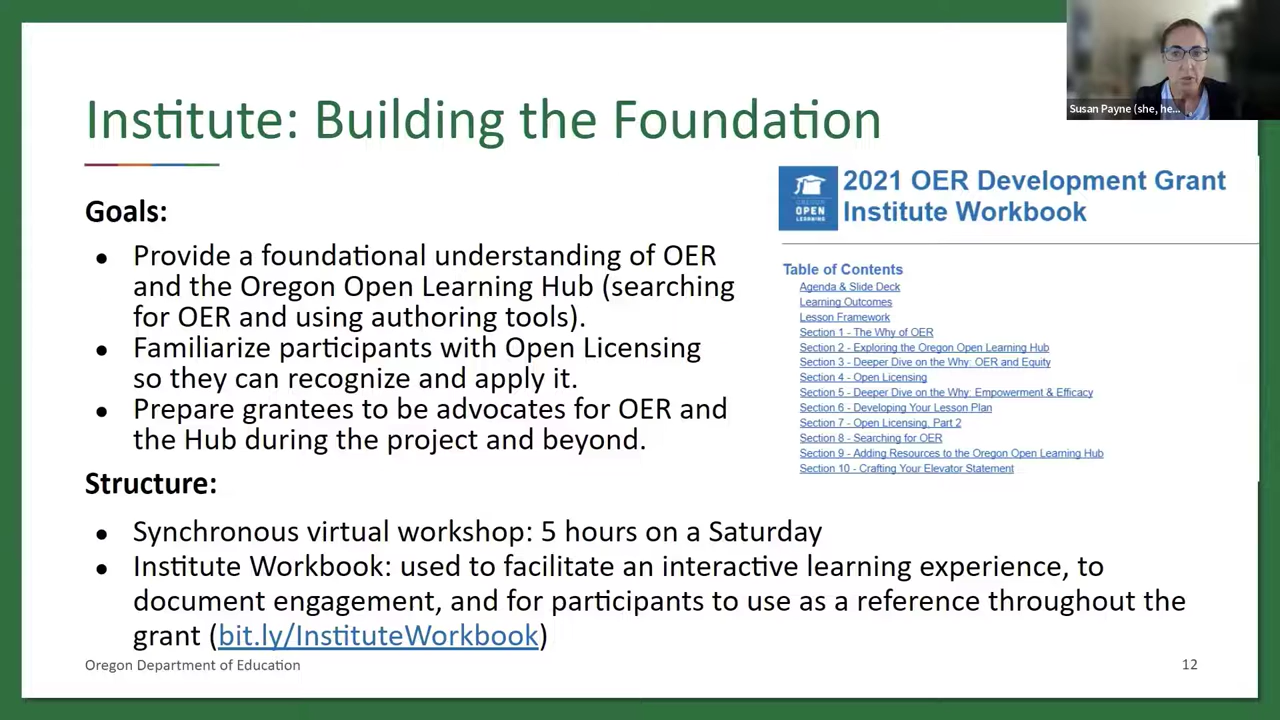 Institute: Building the Foundation
Susan Payne (she, he...
Goals:
● Provide a foundational understanding of OER
and the Oregon Open Learning Hub (searching
for OER and using authoring tools).
● Familiarize participants with Open Licensing
so they can recognize and apply it.
● Prepare grantees to be advocates for OER and
the Hub during the project and beyond.
OREGON
OPEN
LEARNING
2021 OER Development Grant
Institute Workbook
Table of Contents
Agenda & Slide Deck
Learning Outcomes
Lesson Framework
Section 1 - The Why of OER
Section 2 - Exploring the Oregon Open Learning Hub
Section 3 - Deeper Dive on the Why: OER and Equity
Section 4 - Open Licensing
Section 5 - Deeper Dive on the Why: Empowerment & Efficacy
Section 6 - Developing Your Lesson Plan
Section 7 - Open Licensing, Part 2
Section 8 - Searching for OER
Section 9 - Adding Resources to the Oregon Open Learning Hub
Section 10 - Crafting Your Elevator Statement
Structure:
● Synchronous virtual workshop: 5 hours on a Saturday
● Institute Workbook: used to facilitate an interactive learning experience, to
document engagement, and for participants to use as a reference throughout the
grant (bit.ly/InstituteWorkbook)
Oregon Department of Education
12